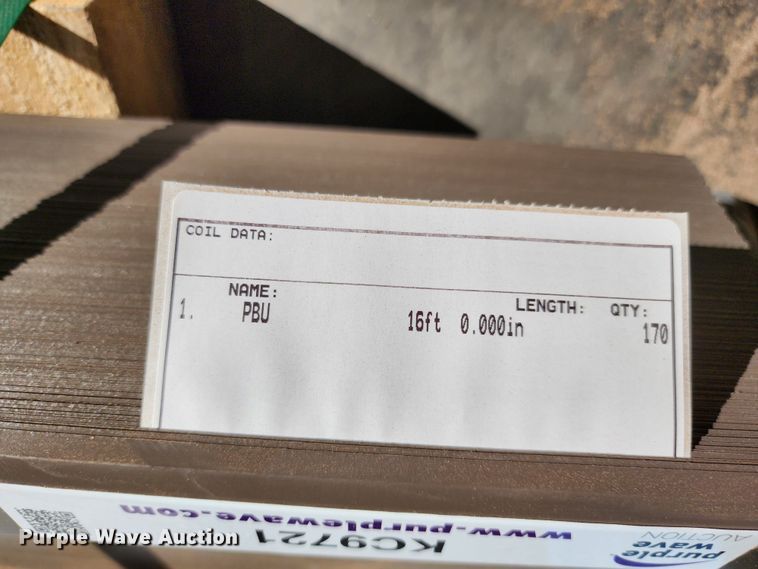 COIL DATA:
NAME: LENGTH: QTY:
1. PBU 16ft 0.000in 170
www.purplewave.com
KC9721
purple
wave
AUCTION
Purple Wave Auction